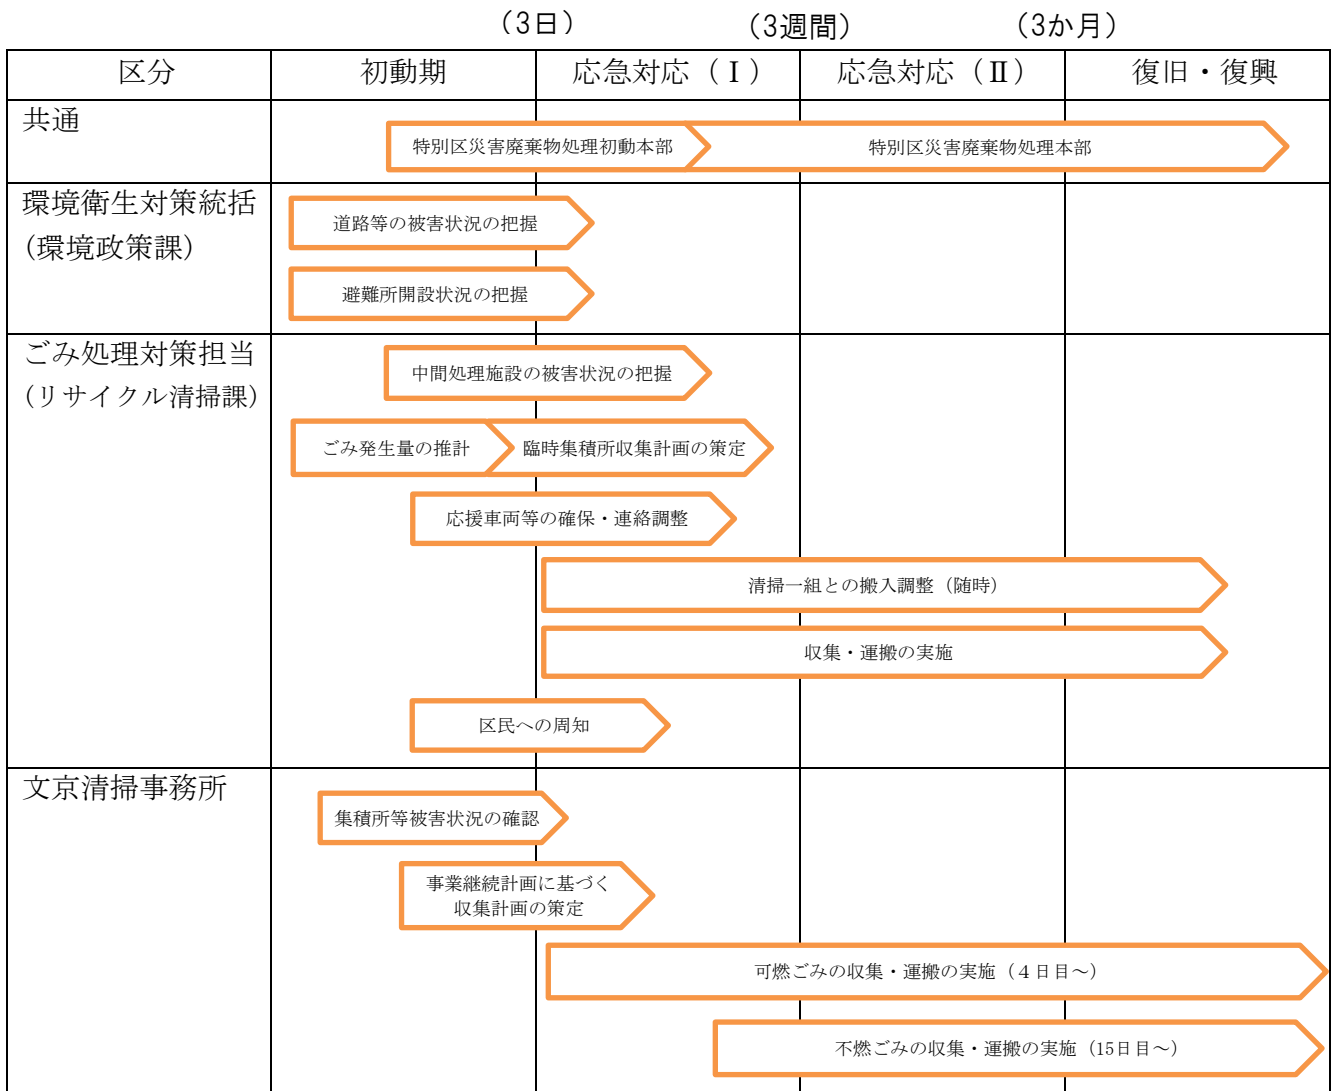 （3日）
（3週間）
（3か月）
区分
初動期
応急対応（Ⅰ）
応急対応（Ⅱ）
復旧・復興
共通
特別区災害廃棄物処理初動本部
特別区災害廃棄物処理本部
環境衛生対策統括
（環境政策課）
道路等の被害状況の把握
避難所開設状況の把握
ごみ処理対策担当
（リサイクル清掃課）
中間処理施設の被害状況の把握
ごみ発生量の推計
臨時集積所収集計画の策定
応援車両等の確保・連絡調整
清掃一組との搬入調整（随時）
収集・運搬の実施
区民への周知
文京清掃事務所
集積所等被害状況の確認
事業継続計画に基づく
収集計画の策定
可燃ごみの収集・運搬の実施（４日目～）
不燃ごみの収集・運搬の実施（15日目～）